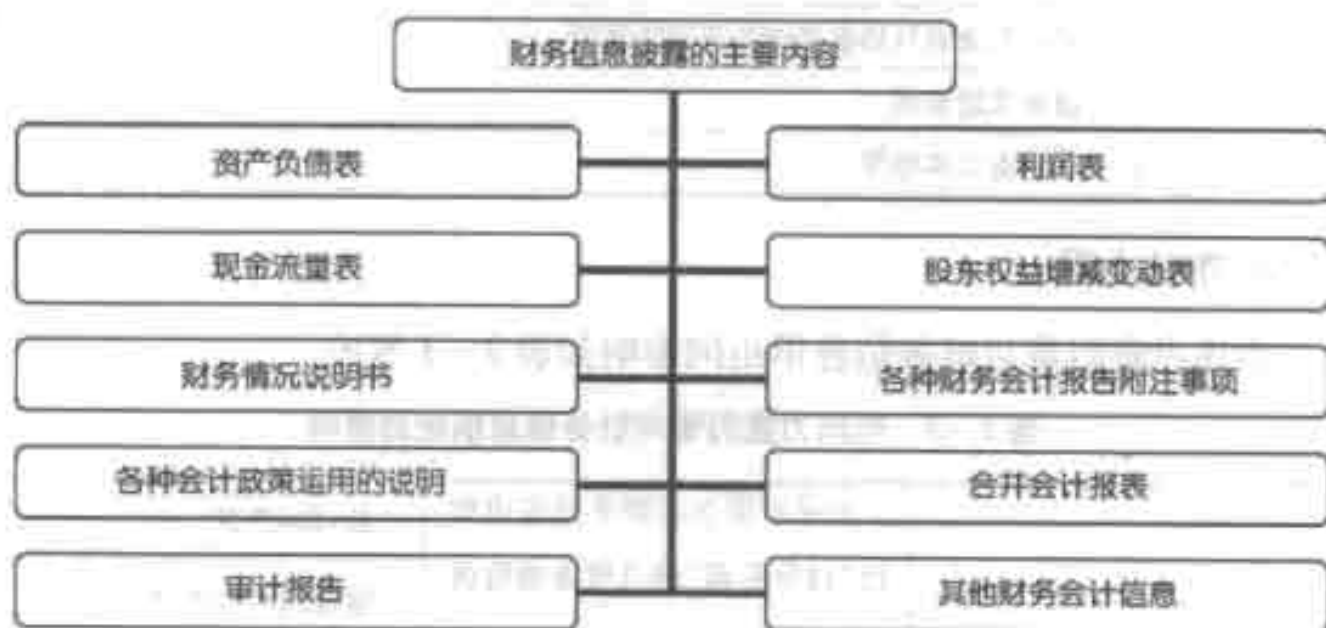 财务信息披露的主要内容
资产负债表
利润表
现金流量表
股东权益增减变动表
财务情况说明书
各种财务会计报告附注事项
各种会计政策运用的说明
合并会计报表
审计报告
其他财务会计信息